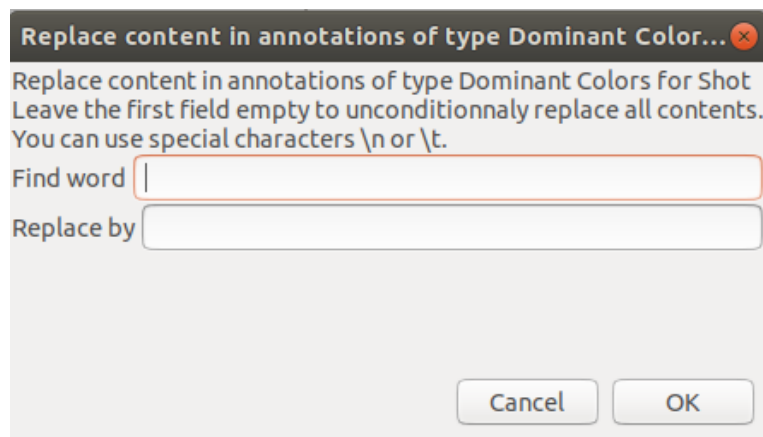 Replace content in annotations of type Dominant Color...
Replace content in annotations of type Dominant Colors for Shot
Leave the first field empty to unconditionnaly replace all contents.
You can use special characters \n or \t.
Find word
Replace by
Cancel OK